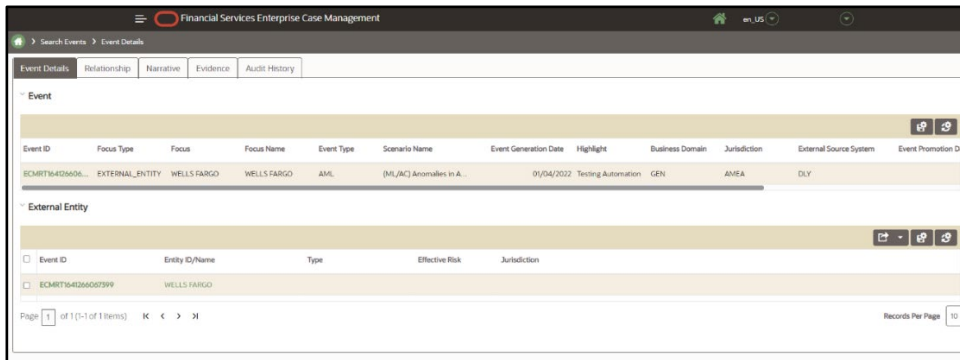 Financial Services Enterprise Case Management en_US
> Search Events > Event Details
Event Details Relationship Narrative Evidence Audit History
Event
Event ID Focus Type Focus Focus Name Event Type Scenario Name Event Generation Date Highlight Business Domain Jurisdiction External Source System Event Promotion D
ECMRT164126606... EXTERNAL_ENTITY WELLS FARGO WELLS FARGO AML (ML/AC) Anomalies in A... 01/04/2022 Testing Automation GEN AMEA DLY
External Entity
Event ID Entity ID/Name Type Effective Risk Jurisdiction
ECMRT1641266067599 WELLS FARGO
Page 1 of 1 (1-1 of 1 items) K < > >| Records Per Page 10